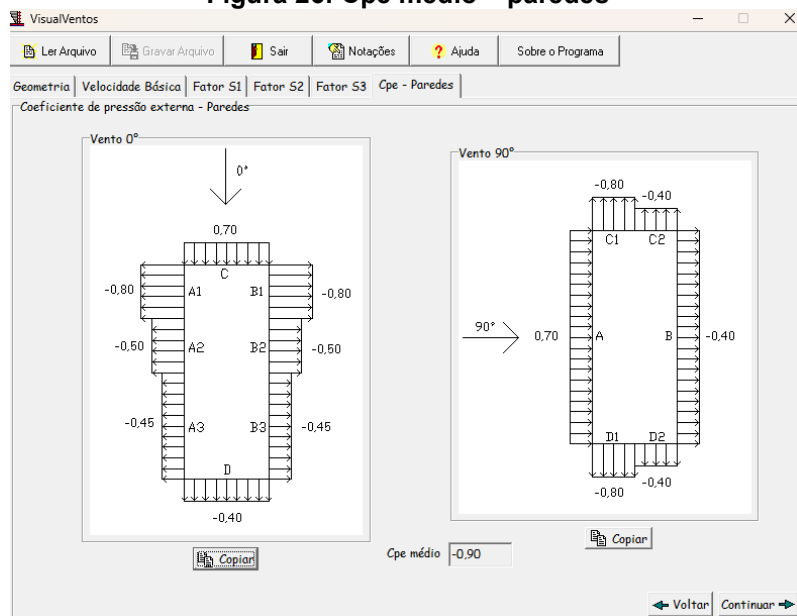 Figura 20. Cpe médio – paredes
VisualVentos
Ler Arquivo Gravar Arquivo Sair Notações ? Ajuda Sobre o Programa
Geometria Velocidade Básica Fator S1 Fator S2 Fator S3 Cpe - Paredes
Coeficiente de pressão externa - Paredes
Vento 0°
0°
0,70
C
-0,80 A1 B1 -0,80
-0,50 A2 B2 -0,50
-0,45 A3 B3 -0,45
D
-0,40
Copiar
Vento 90°
-0,80 -0,40
C1 C2
90° 0,70 A B -0,40
D1 D2
-0,80 -0,40
Copiar
Cpe médio -0,90
Voltar Continuar